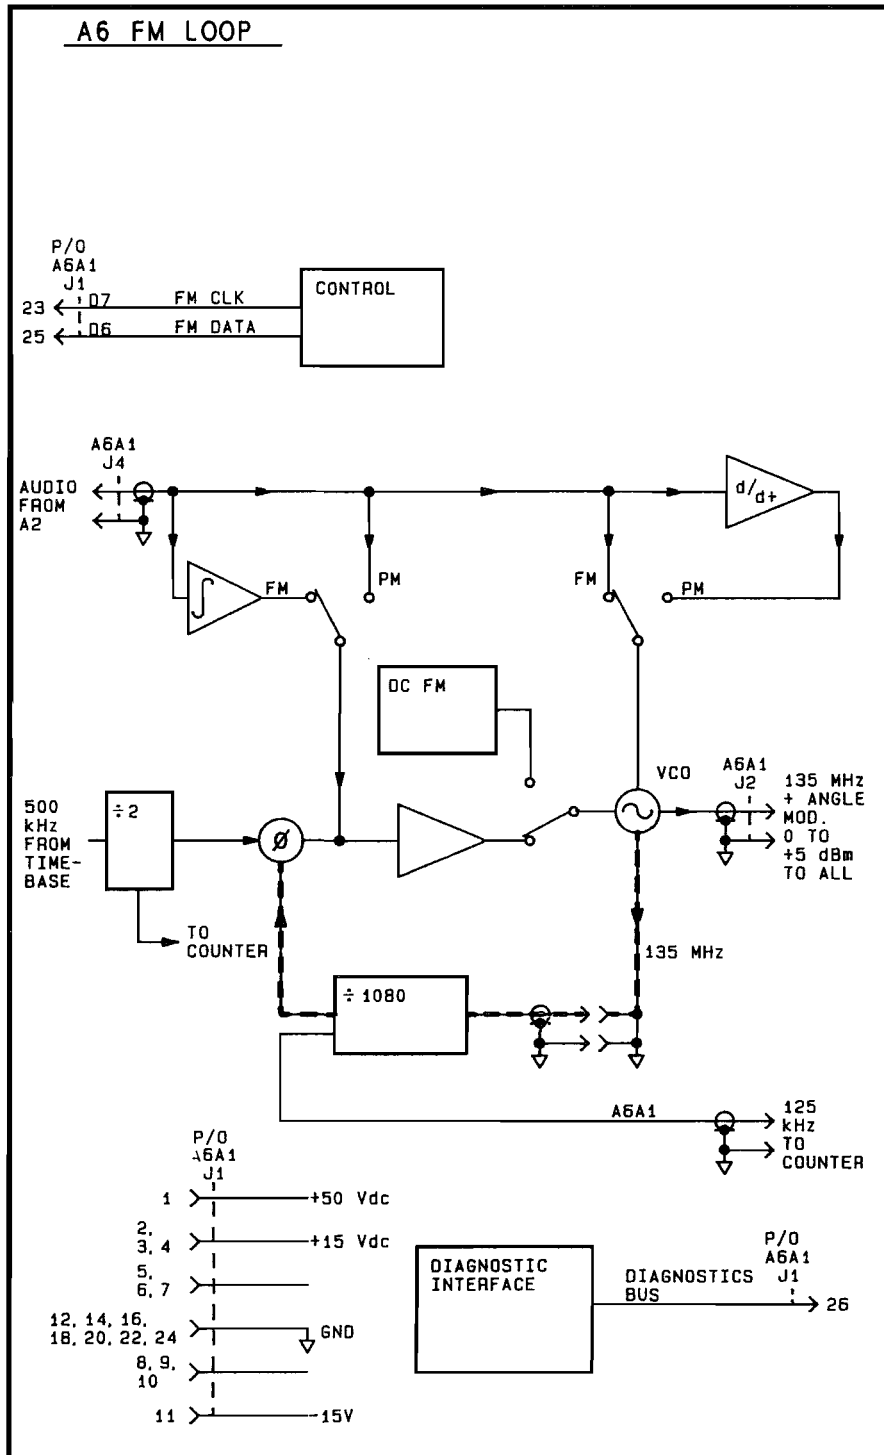 A6 FM LOOP
P/O
A6A1
J1
23
D7
FM CLK
25
D6
FM DATA
CONTROL
A6A1
J4
AUDIO
FROM
A2
d/d+
FM
PM
FM
PM
DC FM
VCO
A6A1
J2
135 MHz
+ ANGLE
MOD.
0 TO
+5 dBm
TO ALL
500
kHz
FROM
TIME-
BASE
÷2
Ø
TO
COUNTER
135 MHz
÷1080
A6A1
125
kHz
TO
COUNTER
P/O
A6A1
J1
1
+50 Vdc
2,
3, 4
+15 Vdc
5,
6, 7
12, 14, 16,
18, 20, 22, 24
GND
8, 9,
10
11
-15V
DIAGNOSTIC
INTERFACE
DIAGNOSTICS
BUS
P/O
A6A1
J1
26